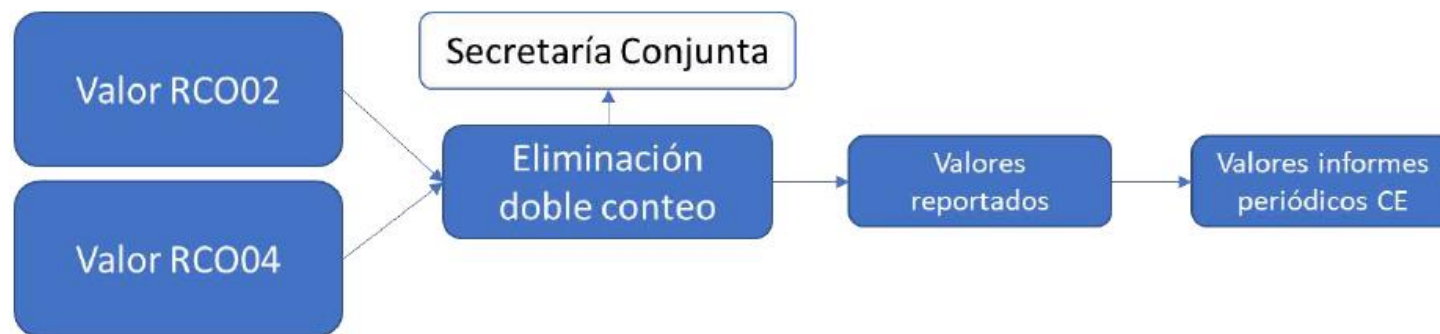 Valor RCO02
Valor RCO04
Secretaría Conjunta
Eliminación
doble conteo
Valores
reportados
Valores informes
periódicos CE